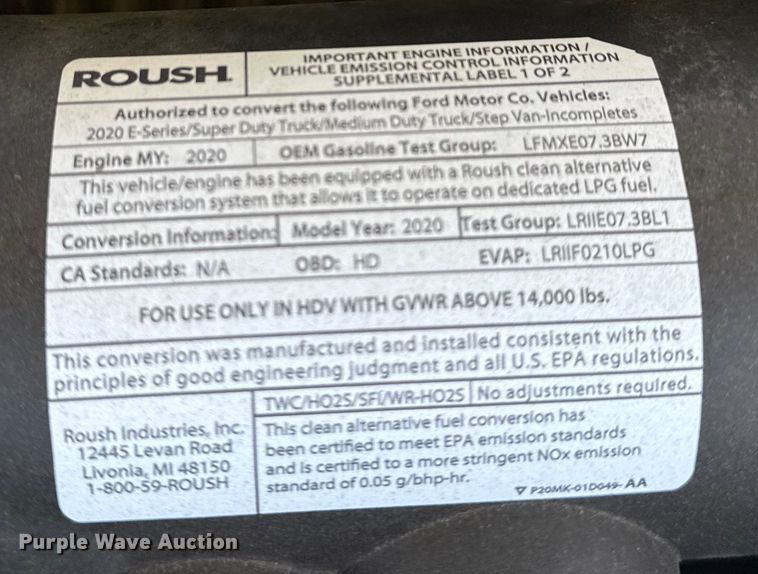 ROUSH
IMPORTANT ENGINE INFORMATION /
VEHICLE EMISSION CONTROL INFORMATION
SUPPLEMENTAL LABEL 1 OF 2
Authorized to convert the following Ford Motor Co. Vehicles:
2020 E-Series/Super Duty Truck/Medium Duty Truck/Step Van-Incompletes
Engine MY: 2020 OEM Gasoline Test Group: LFMXE07.3BW7
This vehicle/engine has been equipped with a Roush clean alternative
fuel conversion system that allows it to operate on dedicated LPG fuel.
Conversion Information: Model Year: 2020 Test Group: LRIIE07.3BL1
CA Standards: N/A OBD: HD EVAP: LRIIF0210LPG
FOR USE ONLY IN HDV WITH GVWR ABOVE 14,000 lbs.
This conversion was manufactured and installed consistent with the
principles of good engineering judgment and all U.S. EPA regulations.
Roush Industries, Inc.
12445 Levan Road
Livonia, MI 48150
1-800-59-ROUSH
TWC/HO2S/SFI/WR-HO2S No adjustments required.
This clean alternative fuel conversion has
been certified to meet EPA emission standards
and is certified to a more stringent NOx emission
standard of 0.05 g/bhp-hr.
P20MK-01D049-AA
Purple Wave Auction